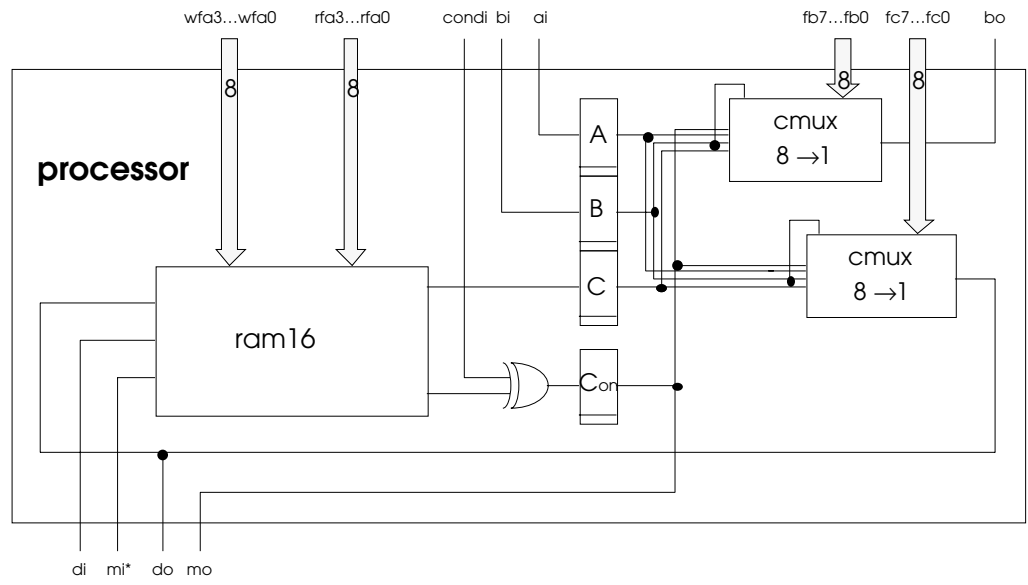 wfa3...wfa0 rfa3...rfa0 condi bi ai fb7...fb0 fc7...fc0 bo
8 8 8 8
processor
A
B
C
Con
cmux
8 →1
cmux
8 →1
ram16
di mi* do mo